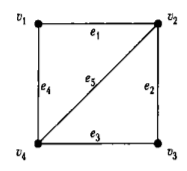 v₁ v₂
e₁
e₄ e₅ e₂
e₃
v₄ v₃